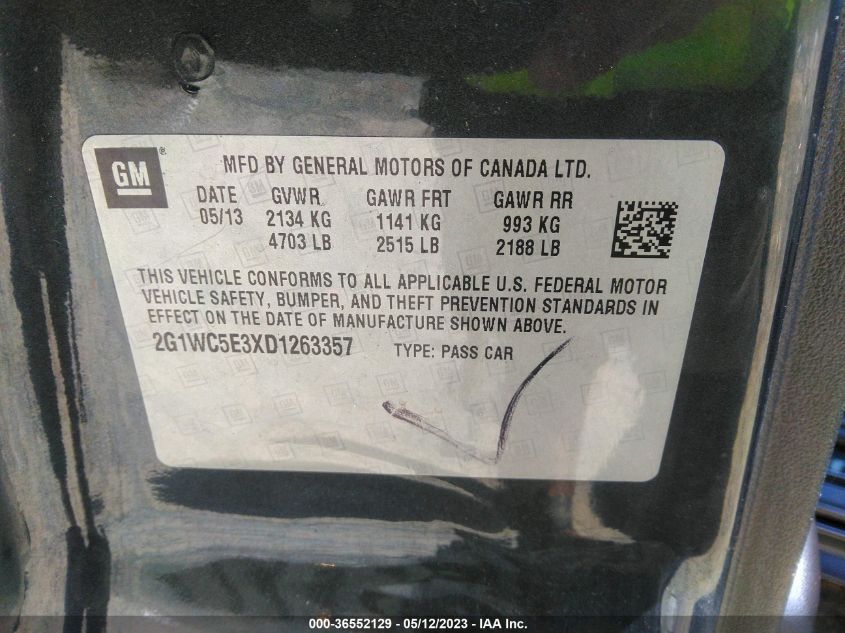 GM ® MFD BY GENERAL MOTORS OF CANADA LTD.
DATE GVWR GAWR FRT GAWR RR
05/13 2134 KG 1141 KG 993 KG
4703 LB 2515 LB 2188 LB
THIS VEHICLE CONFORMS TO ALL APPLICABLE U.S. FEDERAL MOTOR
VEHICLE SAFETY, BUMPER, AND THEFT PREVENTION STANDARDS IN
EFFECT ON THE DATE OF MANUFACTURE SHOWN ABOVE.
2G1WC5E3XD1263357 TYPE: PASS CAR
000-36552129 - 05/12/2023 - IAA Inc.